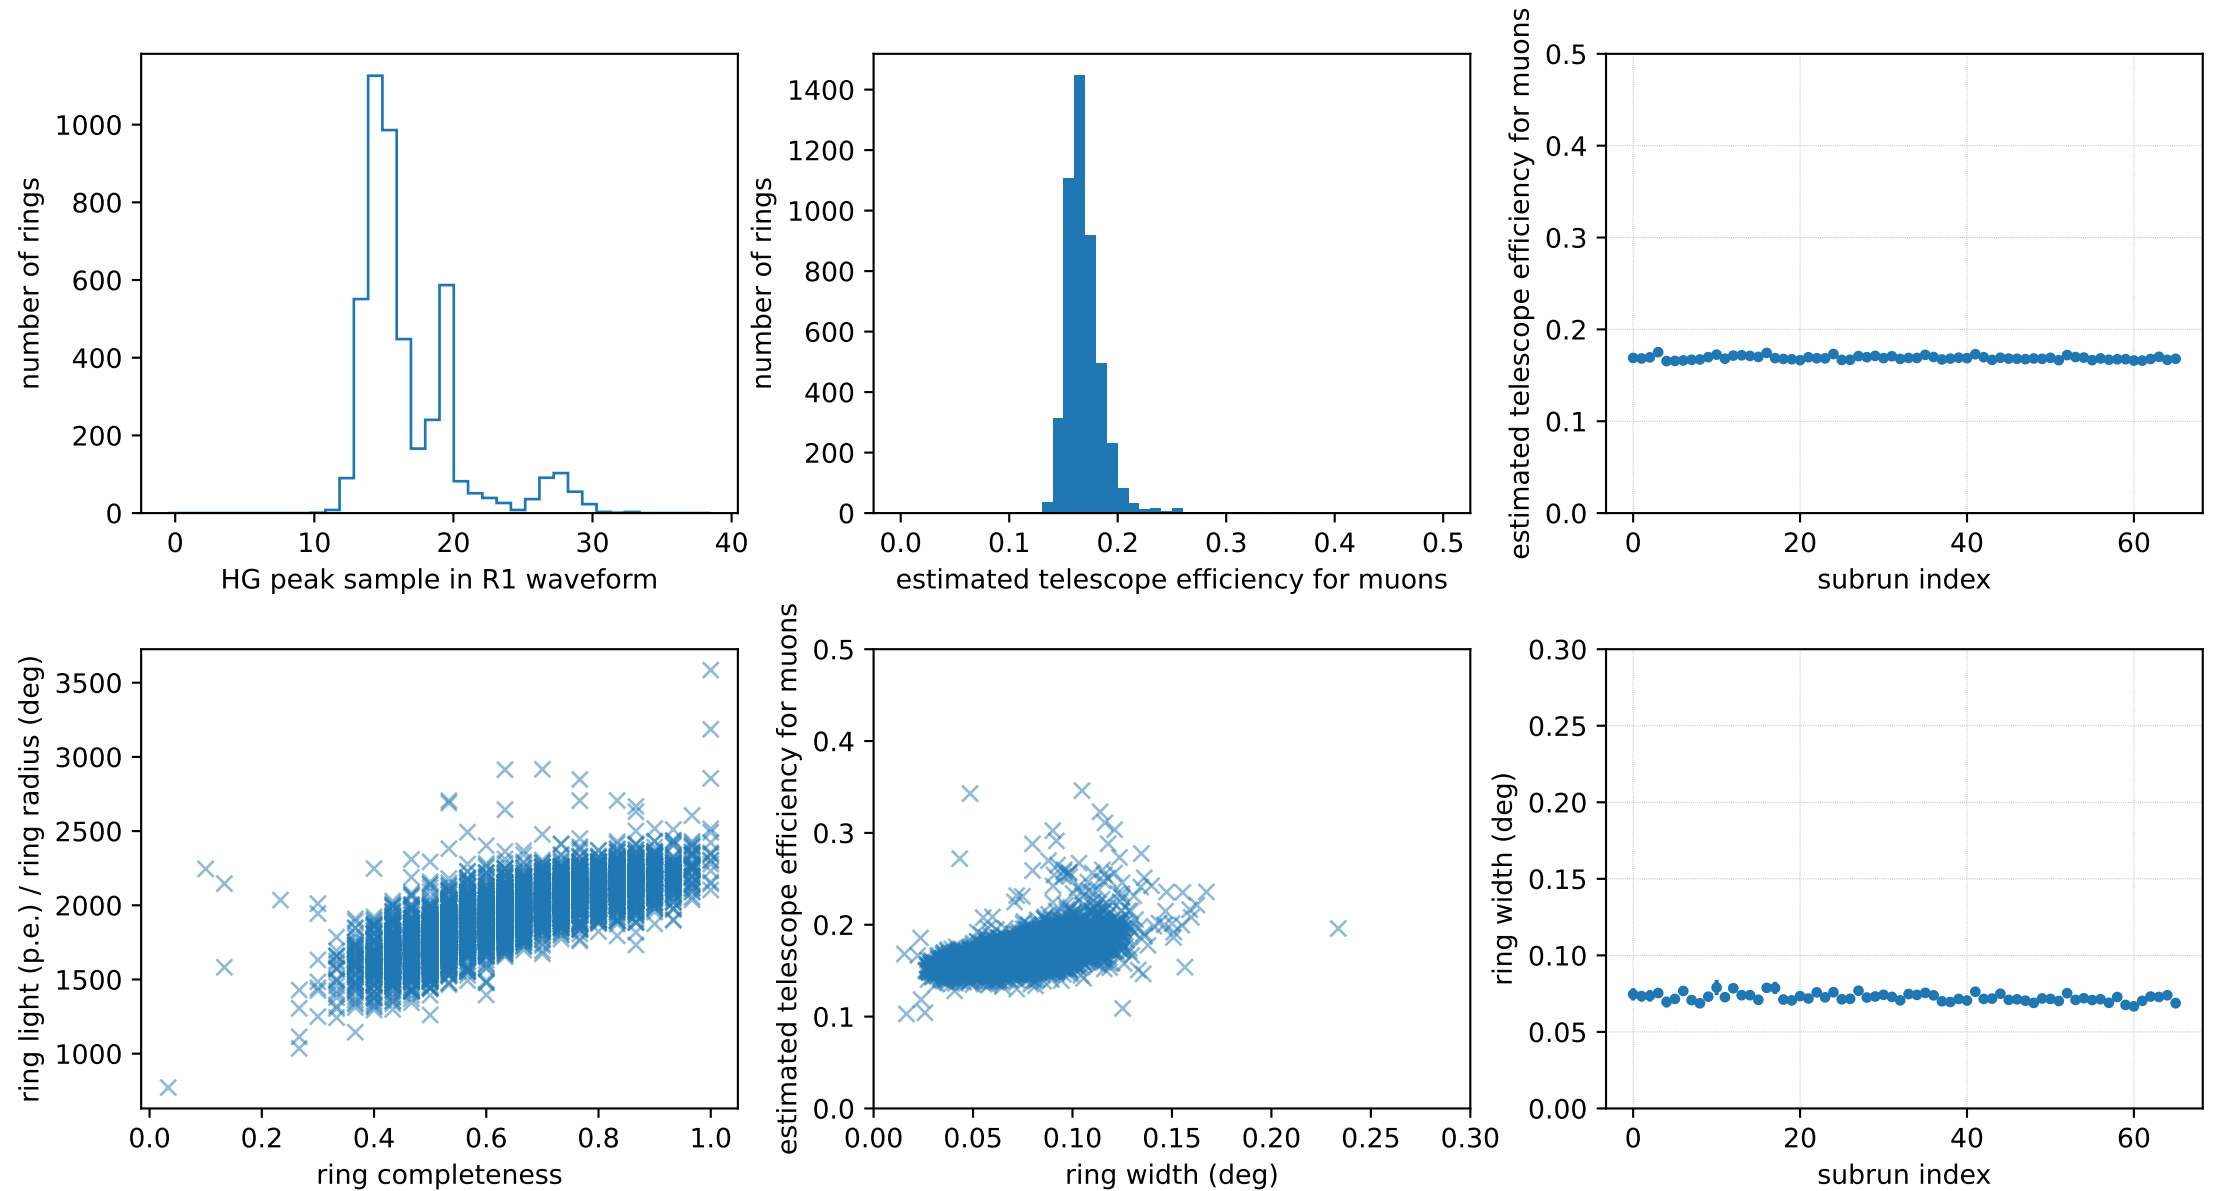 number of rings
1000
800
600
400
200
0
0 10 20 30 40
HG peak sample in R1 waveform
number of rings
1400
1200
1000
800
600
400
200
0
0.0 0.1 0.2 0.3 0.4 0.5
estimated telescope efficiency for muons
estimated telescope efficiency for muons
0.5
0.4
0.3
0.2
0.1
0.0
0 20 40 60
subrun index
ring light (p.e.) / ring radius (deg)
3500
3000
2500
2000
1500
1000
0.0 0.2 0.4 0.6 0.8 1.0
ring completeness
estimated telescope efficiency for muons
0.5
0.4
0.3
0.2
0.1
0.0
0.00 0.05 0.10 0.15 0.20 0.25 0.30
ring width (deg)
ring width (deg)
0.30
0.25
0.20
0.15
0.10
0.05
0.00
0 20 40 60
subrun index